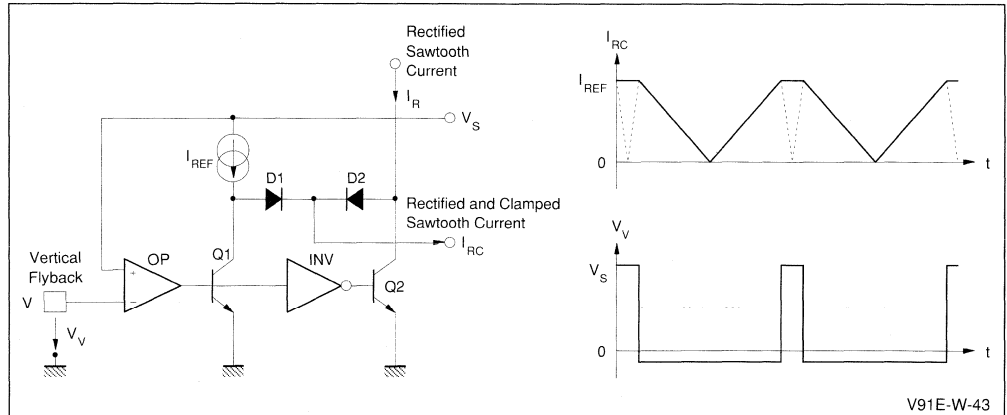 Rectified
Sawtooth
Current
I_R
V_S
I_REF
D1
D2
Rectified and Clamped
Sawtooth Current
I_RC
Vertical
Flyback
V
V_V
OP
+
−
Q1
INV
Q2
I_RC
I_REF
0
t
V_V
V_S
0
t
V91E-W-43